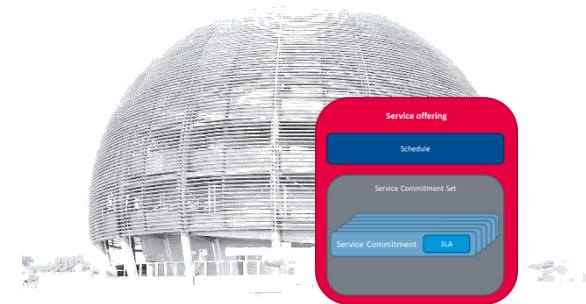 Service offering
Schedule
Service Commitment Set
Service Commitment SLA